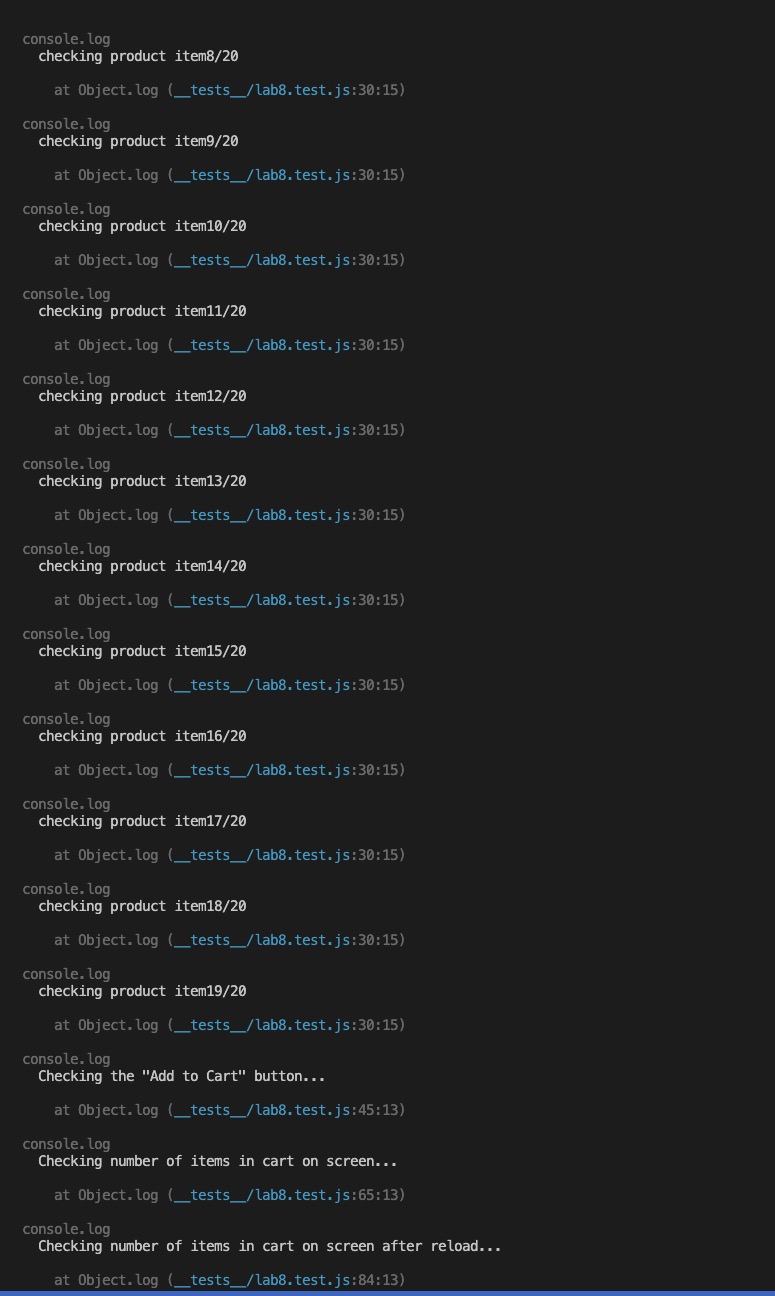 console.log
checking product item8/20
at Object.log (__tests__/lab8.test.js:30:15)
console.log
checking product item9/20
at Object.log (__tests__/lab8.test.js:30:15)
console.log
checking product item10/20
at Object.log (__tests__/lab8.test.js:30:15)
console.log
checking product item11/20
at Object.log (__tests__/lab8.test.js:30:15)
console.log
checking product item12/20
at Object.log (__tests__/lab8.test.js:30:15)
console.log
checking product item13/20
at Object.log (__tests__/lab8.test.js:30:15)
console.log
checking product item14/20
at Object.log (__tests__/lab8.test.js:30:15)
console.log
checking product item15/20
at Object.log (__tests__/lab8.test.js:30:15)
console.log
checking product item16/20
at Object.log (__tests__/lab8.test.js:30:15)
console.log
checking product item17/20
at Object.log (__tests__/lab8.test.js:30:15)
console.log
checking product item18/20
at Object.log (__tests__/lab8.test.js:30:15)
console.log
checking product item19/20
at Object.log (__tests__/lab8.test.js:30:15)
console.log
Checking the "Add to Cart" button...
at Object.log (__tests__/lab8.test.js:45:13)
console.log
Checking number of items in cart on screen...
at Object.log (__tests__/lab8.test.js:65:13)
console.log
Checking number of items in cart on screen after reload...
at Object.log (__tests__/lab8.test.js:84:13)